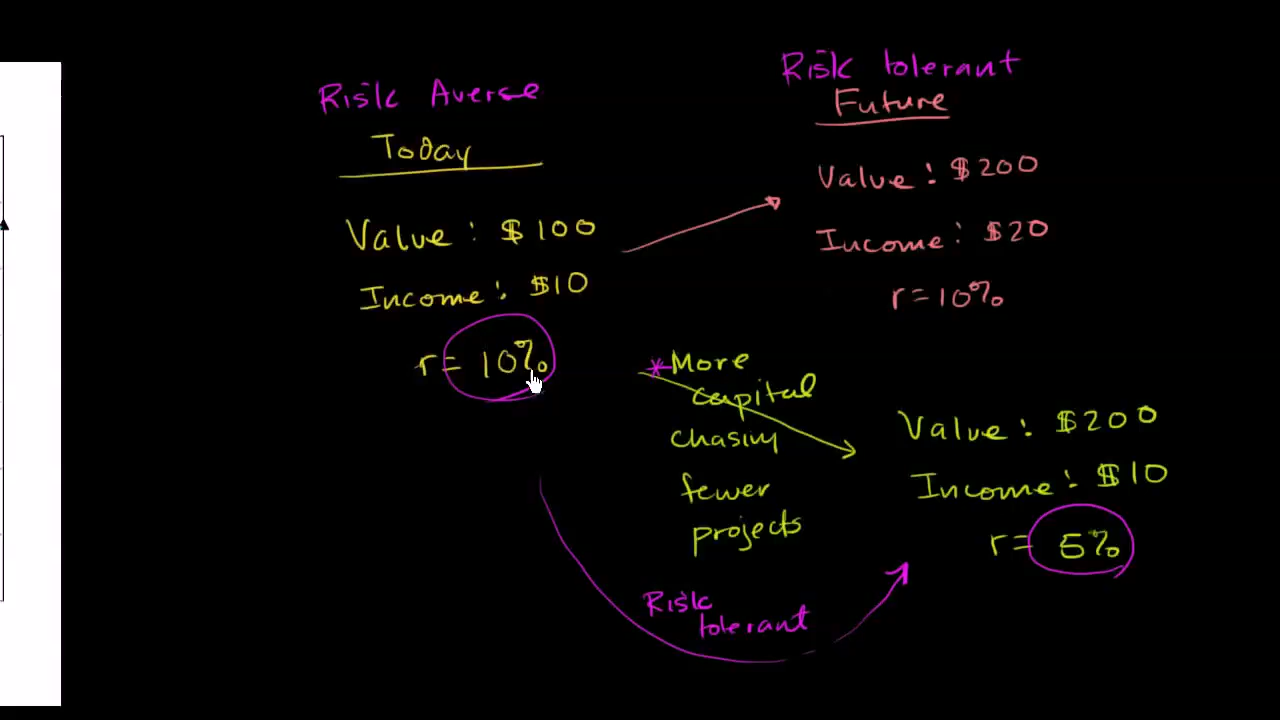 Risk Averse
Today
Value: $100
Income: $10
r = 10%
Risk tolerant
Future
Value: $200
Income: $20
r = 10%
*More
capital
chasing
fewer
projects
Value: $200
Income: $10
r = 5%
Risk
tolerant